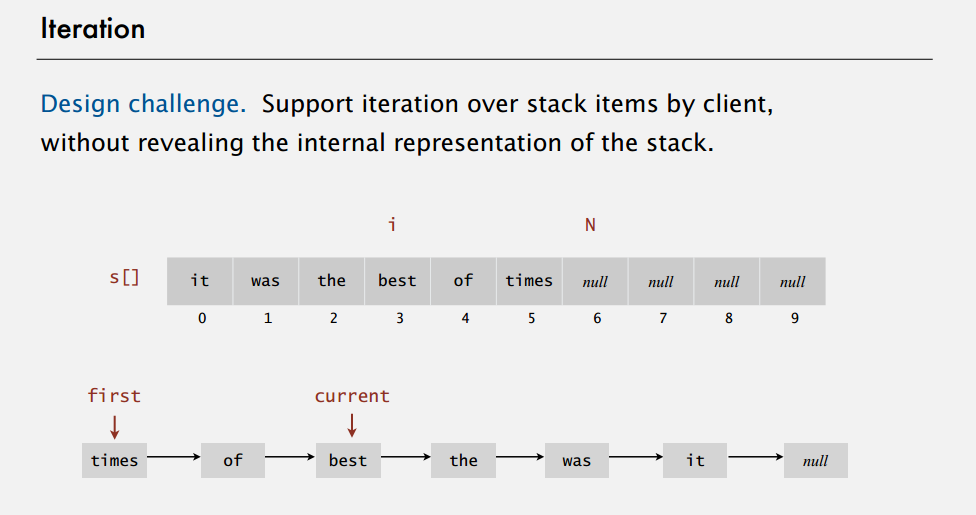 Iteration
Design challenge. Support iteration over stack items by client,
without revealing the internal representation of the stack.
i N
s[] it was the best of times null null null null
0 1 2 3 4 5 6 7 8 9
first current
times of best the was it null